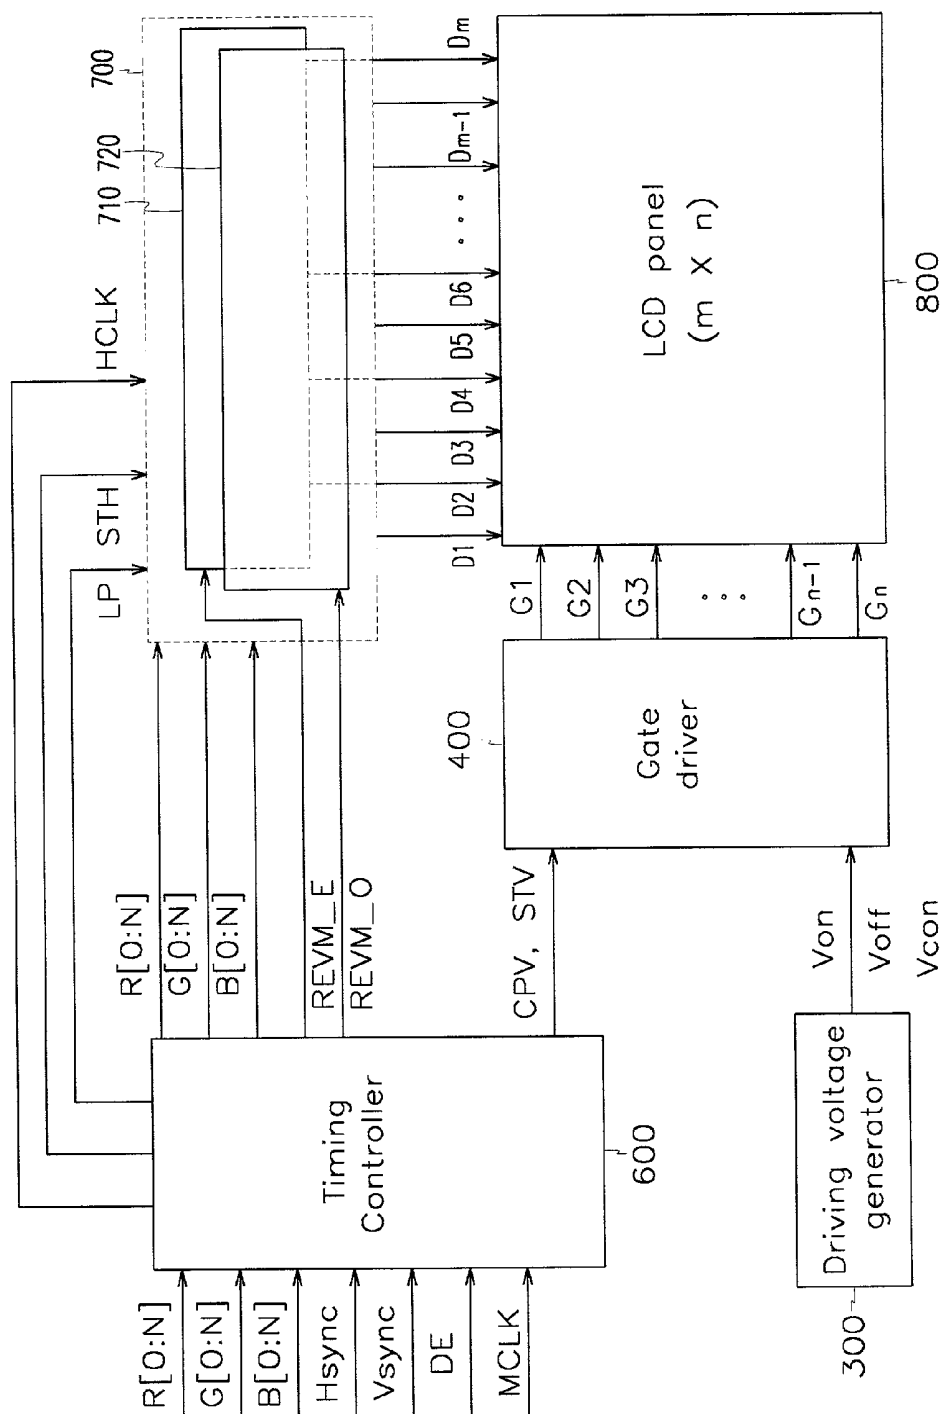 R[0:N]
G[0:N]
B[0:N]
Hsync
Vsync
DE
MCLK
Timing
Controller
600
LP
STH
HCLK
R[0:N]
G[0:N]
B[0:N]
REVM_E
REVM_O
CPV, STV
710
720
700
D1
D2
D3
D4
D5
D6
Dm-1
Dm
Driving voltage
generator
300
Von
Voff
Vcon
400
Gate
driver
G1
G2
G3
Gn-1
Gn
LCD panel
(m X n)
800